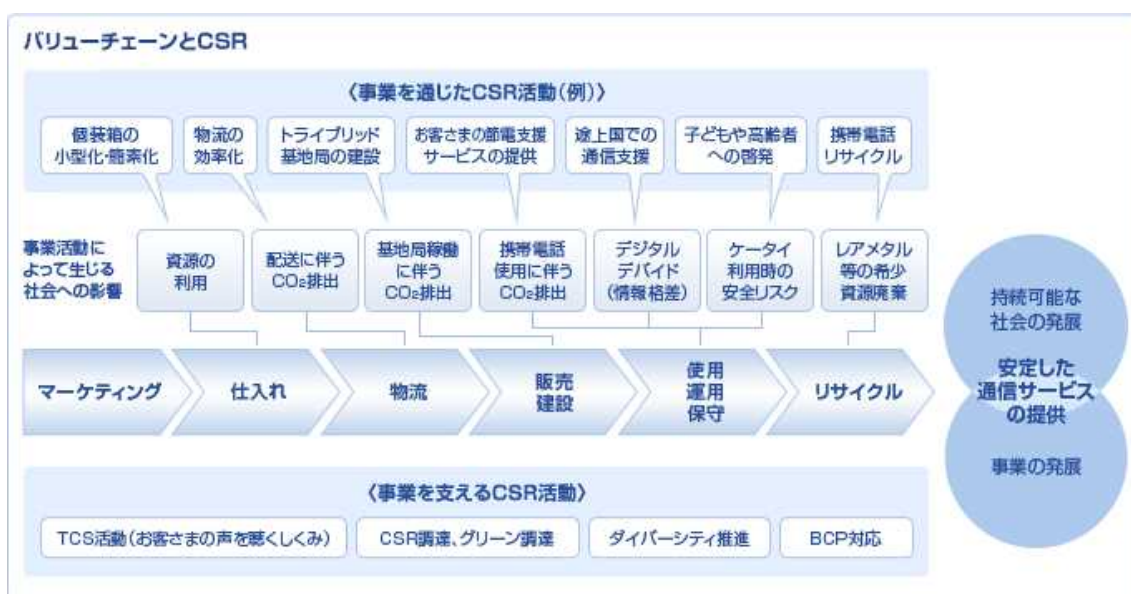 バリューチェーンとCSR
〈事業を通じたCSR活動(例)〉
個装箱の
小型化・簡素化
物流の
効率化
トライブリッド
基地局の建設
お客さまの節電支援
サービスの提供
途上国での
通信支援
子どもや高齢者
への啓発
携帯電話
リサイクル
事業活動に
よって生じる
社会への影響
資源の
利用
配送に伴う
CO₂排出
基地局稼働
に伴う
CO₂排出
携帯電話
使用に伴う
CO₂排出
デジタル
デバイド
(情報格差)
ケータイ
利用時の
安全リスク
レアメタル
等の希少
資源廃棄
マーケティング
仕入れ
物流
販売
建設
使用
運用
保守
リサイクル
持続可能な
社会の発展
安定した
通信サービス
の提供
事業の発展
〈事業を支えるCSR活動〉
TCS活動(お客さまの声を聴くしくみ)
CSR調達、グリーン調達
ダイバーシティ推進
BCP対応